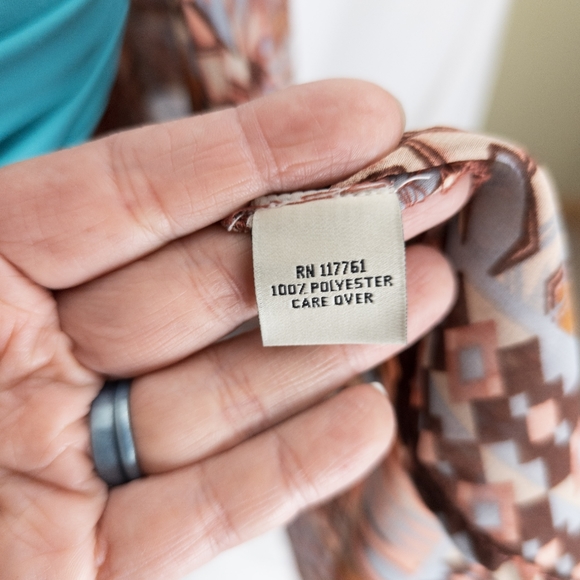 RN 117761
100% POLYESTER
CARE OVER